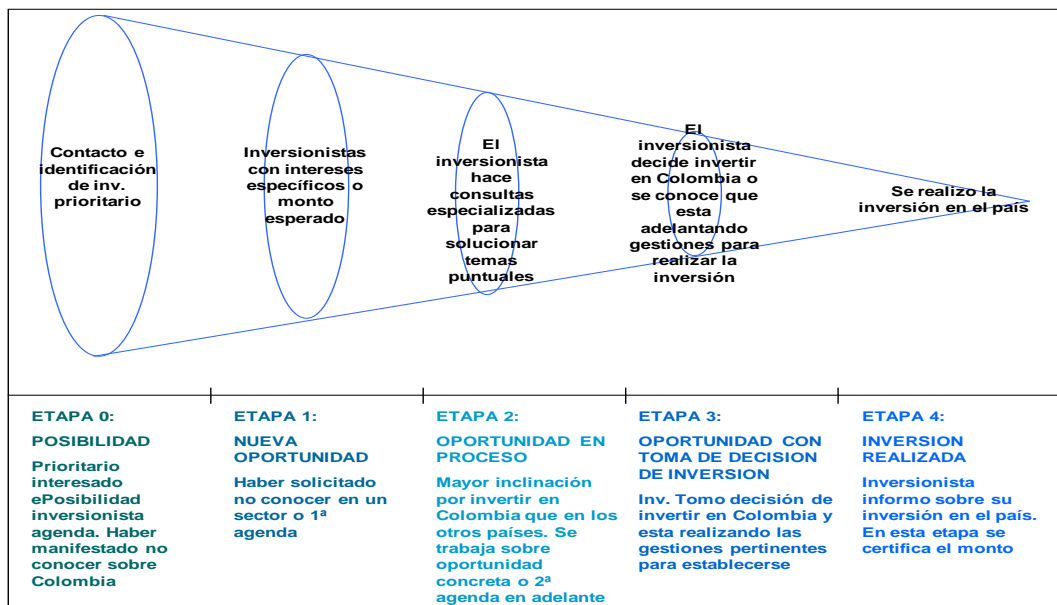 Contacto e
identificación
de inv.
prioritario
Inversionistas
con intereses
específicos o
monto
esperado
El
inversionista
hace
consultas
especializadas
para
solucionar
temas
puntuales
El
inversionista
decide invertir
en Colombia o
se conoce que
esta
adelantando
gestiones para
realizar la
inversión
Se realizo la
inversión en el país
ETAPA 0:
POSIBILIDAD
Prioritario
interesado
ePosibilidad
inversionista
agenda. Haber
manifestado no
conocer sobre
Colombia
ETAPA 1:
NUEVA
OPORTUNIDAD
Haber solicitado
no conocer en un
sector o 1ª
agenda
ETAPA 2:
OPORTUNIDAD EN
PROCESO
Mayor inclinación
por invertir en
Colombia que en los
otros países. Se
trabaja sobre
oportunidad
concreta o 2ª
agenda en adelante
ETAPA 3:
OPORTUNIDAD CON
TOMA DE DECISION
DE INVERSION
Inv. Tomo decisión de
invertir en Colombia y
esta realizando las
gestiones pertinentes
para establecerse
ETAPA 4:
INVERSION
REALIZADA
Inversionista
informo sobre su
inversión en el país.
En esta etapa se
certifica el monto